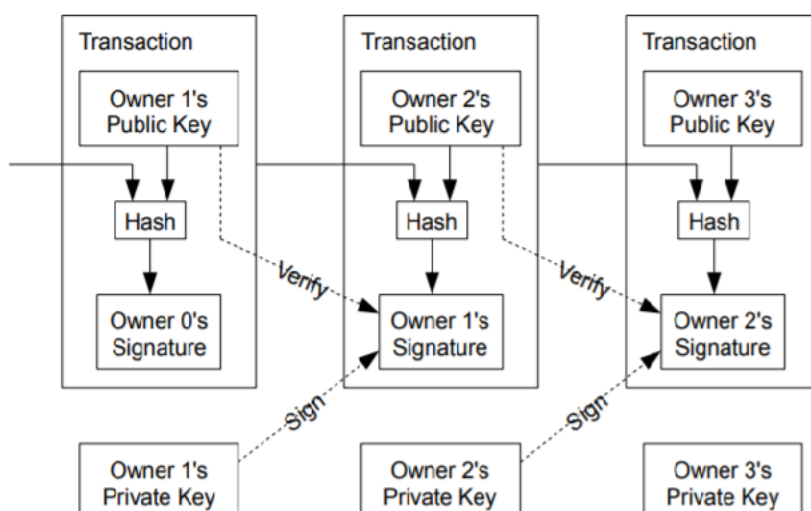 Transaction
Owner 1's
Public Key
Hash
Owner 0's
Signature
Transaction
Owner 2's
Public Key
Hash
Verify
Owner 1's
Signature
Transaction
Owner 3's
Public Key
Hash
Verify
Owner 2's
Signature
Sign
Sign
Owner 1's
Private Key
Owner 2's
Private Key
Owner 3's
Private Key